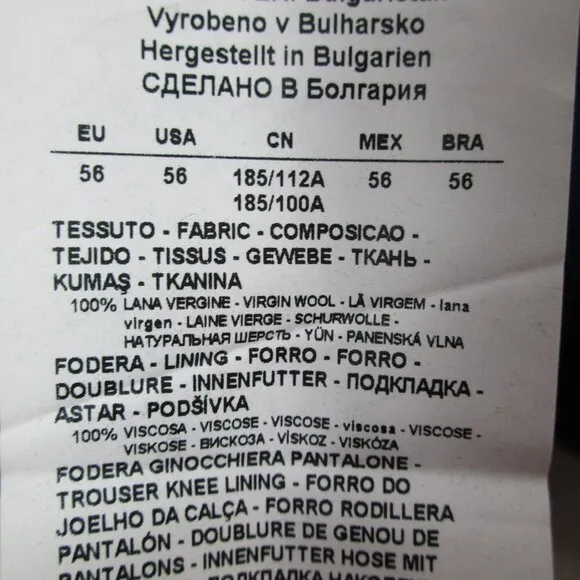 Vyrobeno v Bulharsko
Hergestellt in Bulgarien
СДЕЛАНО В Болгария
EU USA CN MEX BRA
56 56 185/112A 56 56
185/100A
TESSUTO - FABRIC - COMPOSICAO -
TEJIDO - TISSUS - GEWEBE - ТКАНЬ -
KUMAŞ - TKANINA
100% LANA VERGINE - VIRGIN WOOL - LÃ VIRGEM - lana
virgen - LAINE VIERGE - SCHURWOLLE -
НАТУРАЛЬНАЯ ШЕРСТЬ - YÜN - PANENSKÁ VLNA
FODERA - LINING - FORRO - FORRO -
DOUBLURE - INNENFUTTER - ПОДКЛАДКА -
ASTAR - PODŠÍVKA
100% VISCOSA - VISCOSE - VISCOSE - viscosa - VISCOSE -
VISKOSE - ВИСКОЗА - VİSKOZ - VISKÓZA
FODERA GINOCCHIERA PANTALONE -
TROUSER KNEE LINING - FORRO DO
JOELHO DA CALÇA - FORRO RODILLERA
PANTALÓN - DOUBLURE DE GENOU DE
PANTALONS - INNENFUTTER HOSE MIT